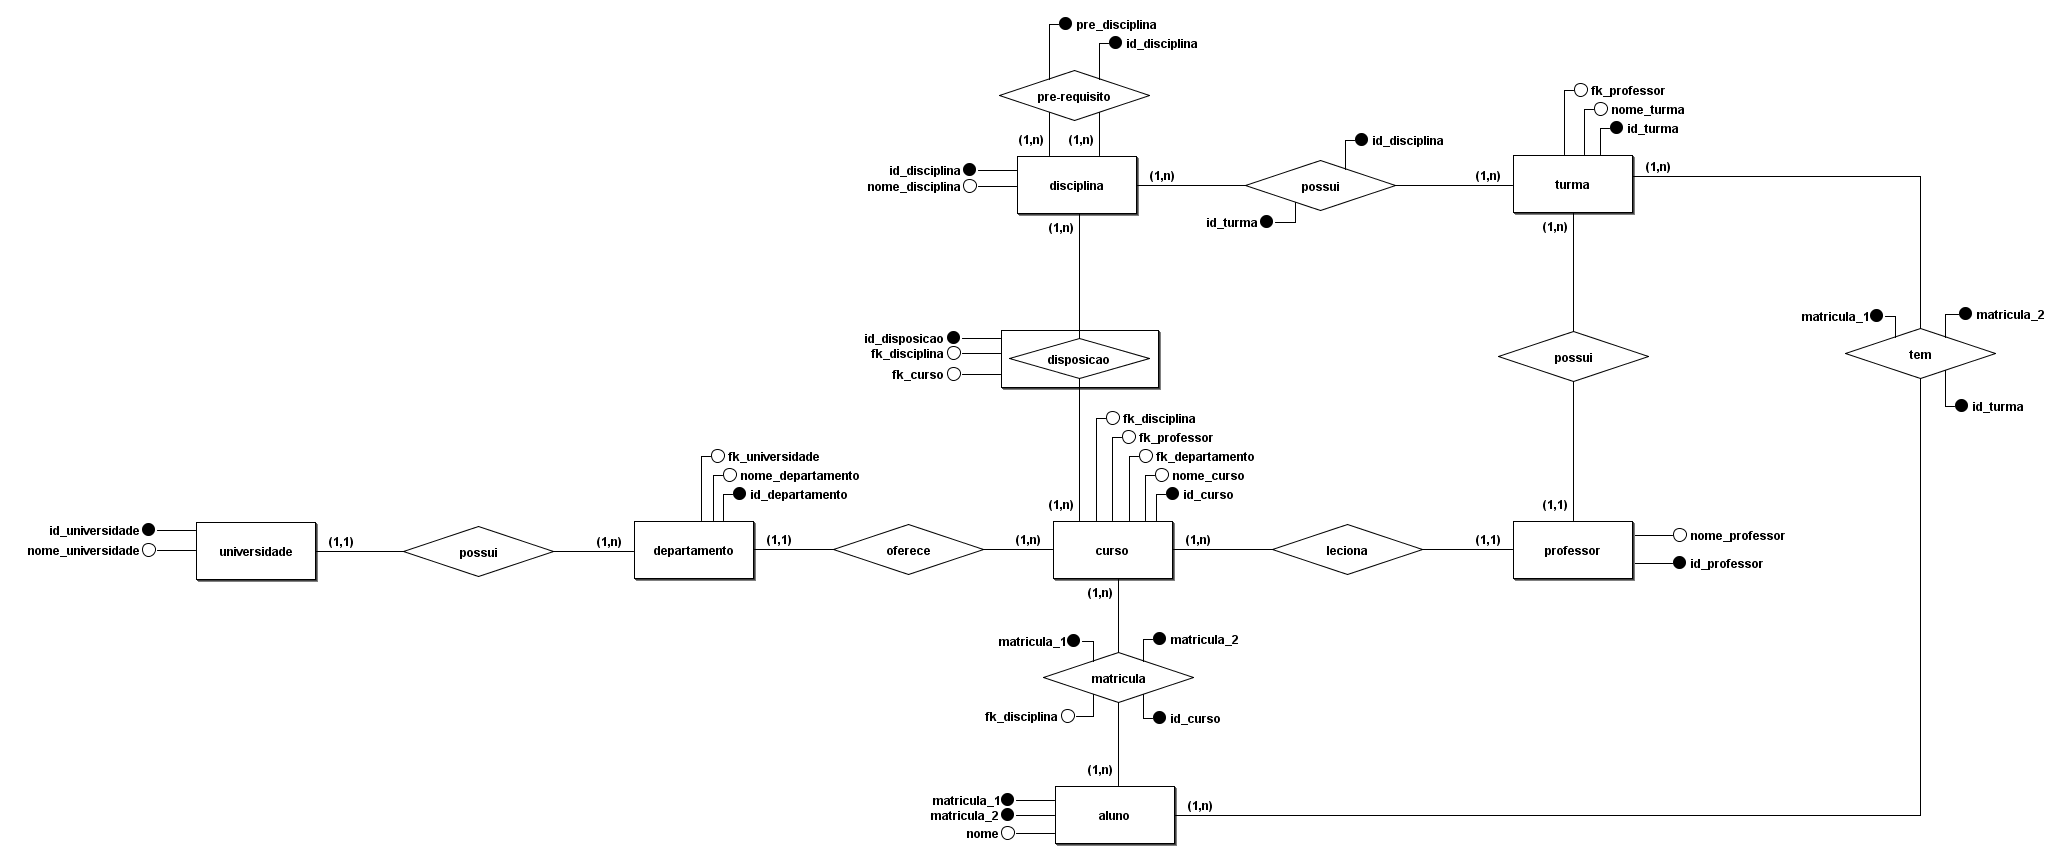 pre_disciplina
id_disciplina
pre-requisito
(1,n)
(1,n)
id_disciplina
nome_disciplina
disciplina
(1,n)
id_disciplina
possui
id_turma
(1,n)
fk_professor
nome_turma
id_turma
turma
(1,n)
(1,n)
(1,n)
id_disposicao
fk_disciplina
fk_curso
disposicao
possui
matricula_1
matricula_2
tem
id_turma
fk_disciplina
fk_professor
fk_departamento
nome_curso
id_curso
fk_universidade
nome_departamento
id_departamento
(1,n)
(1,1)
id_universidade
nome_universidade
universidade
(1,1)
possui
(1,n)
departamento
(1,1)
oferece
(1,n)
curso
(1,n)
leciona
(1,1)
professor
nome_professor
id_professor
(1,n)
matricula_1
matricula_2
matricula
fk_disciplina
id_curso
(1,n)
matricula_1
matricula_2
nome
aluno
(1,n)